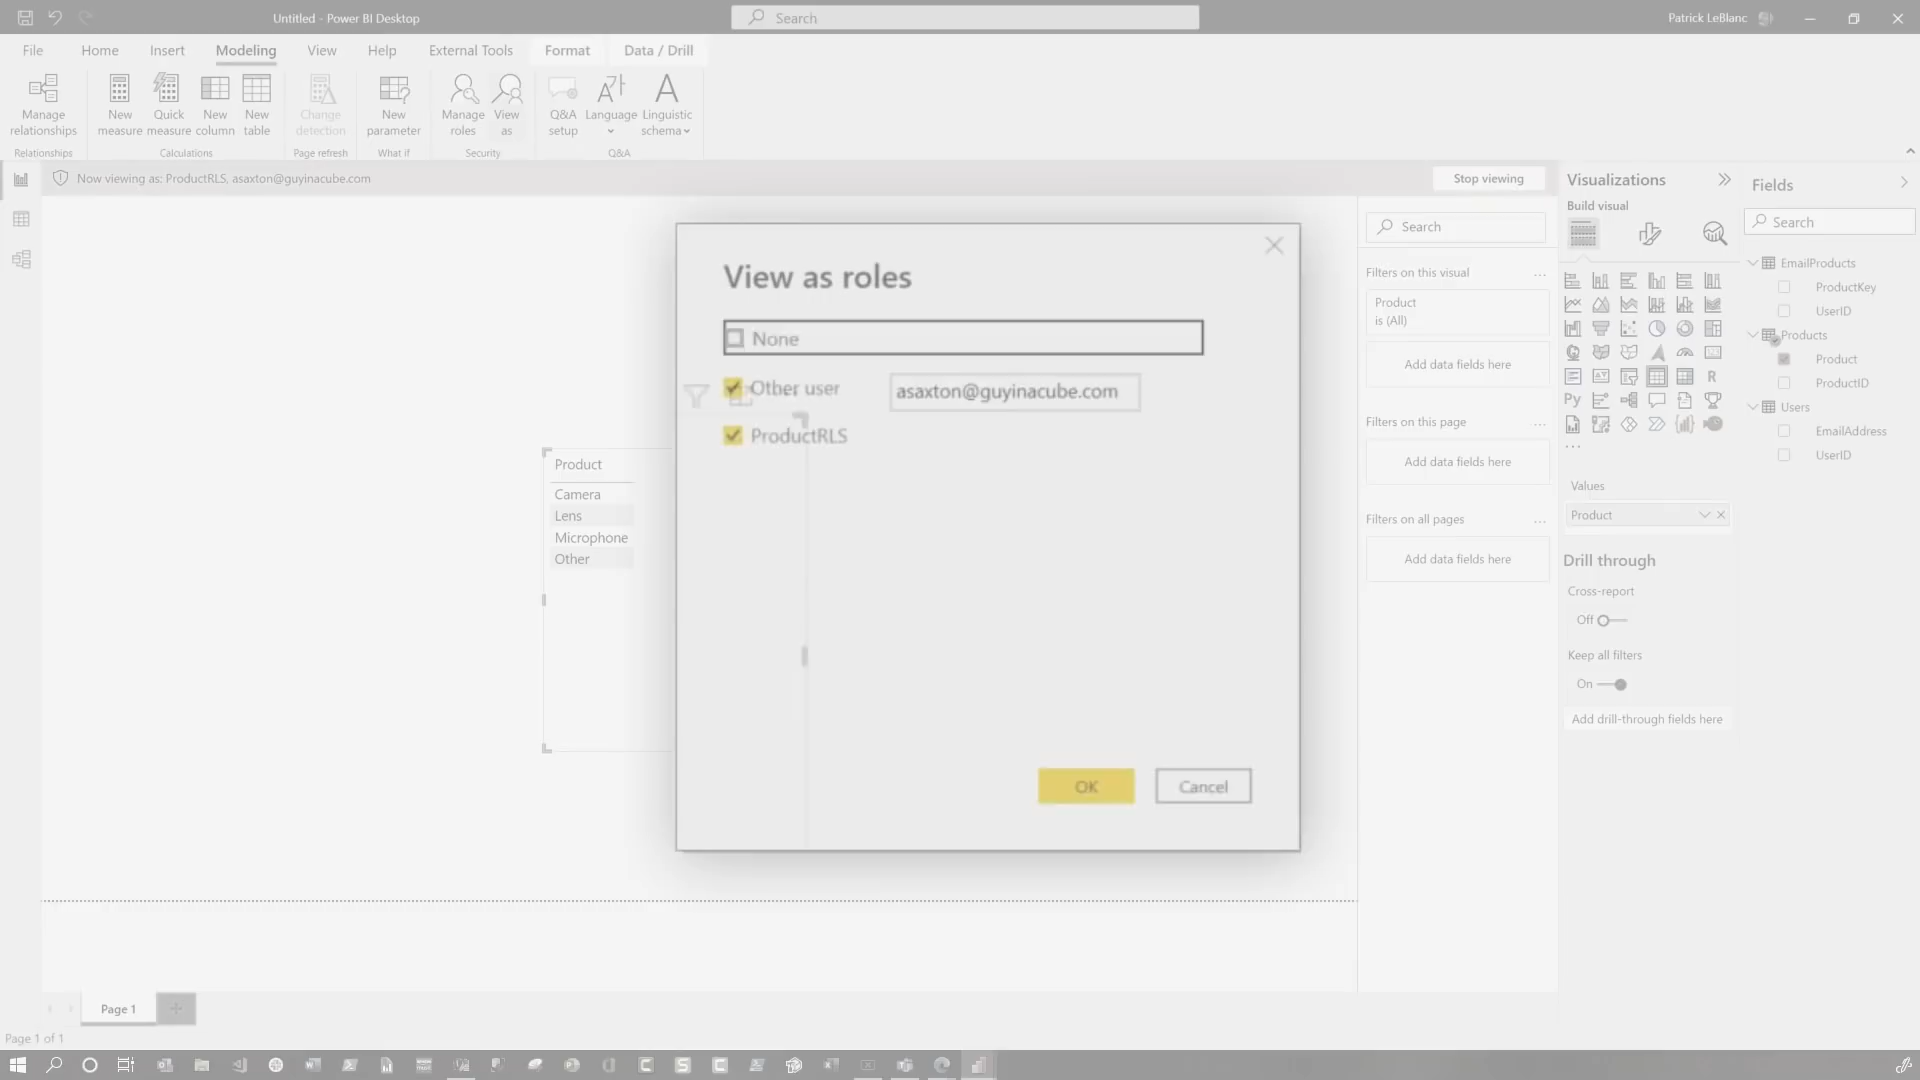 Untitled - Power BI Desktop
Search
Patrick LeBlanc
File
Home
Insert
Modeling
View
Help
External Tools
Format
Data / Drill
Manage relationships
New measure
Quick measure
New column
New table
Change detection
New parameter
Manage roles
View as
Q&A setup
Language
Linguistic schema
Relationships
Calculations
Page refresh
What if
Security
Q&A
Now viewing as: ProductRLS, asaxton@guyinacube.com
Stop viewing
View as roles
None
Other user
asaxton@guyinacube.com
ProductRLS
OK
Cancel
Product
Camera
Lens
Microphone
Other
Search
Filters on this visual
...
Product
is (All)
Add data fields here
Filters on this page
...
Add data fields here
Filters on all pages
...
Add data fields here
Visualizations
Build visual
R
Py
...
Values
Product
Drill through
Cross-report
Off
Keep all filters
On
Add drill-through fields here
Fields
Search
EmailProducts
ProductKey
UserID
Products
Product
ProductID
Users
EmailAddress
UserID
Page 1
Page 1 of 1